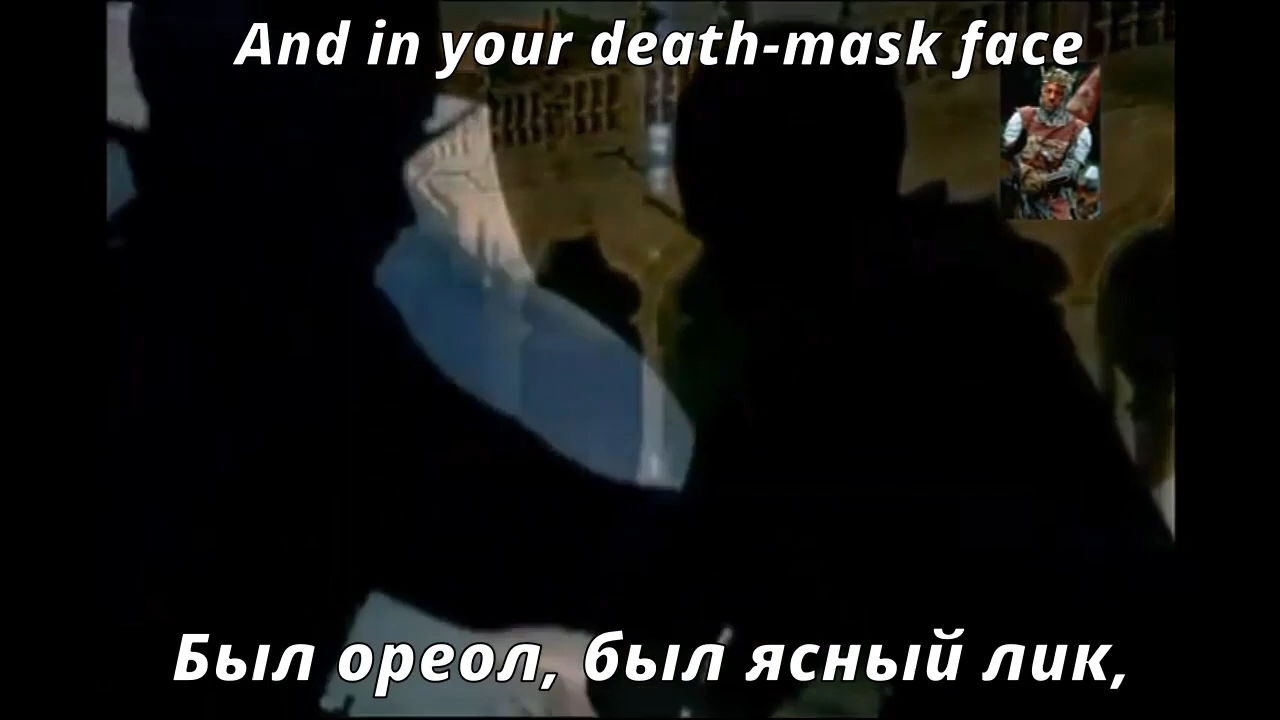 And in your death-mask face
Был ореол, был ясный лик,